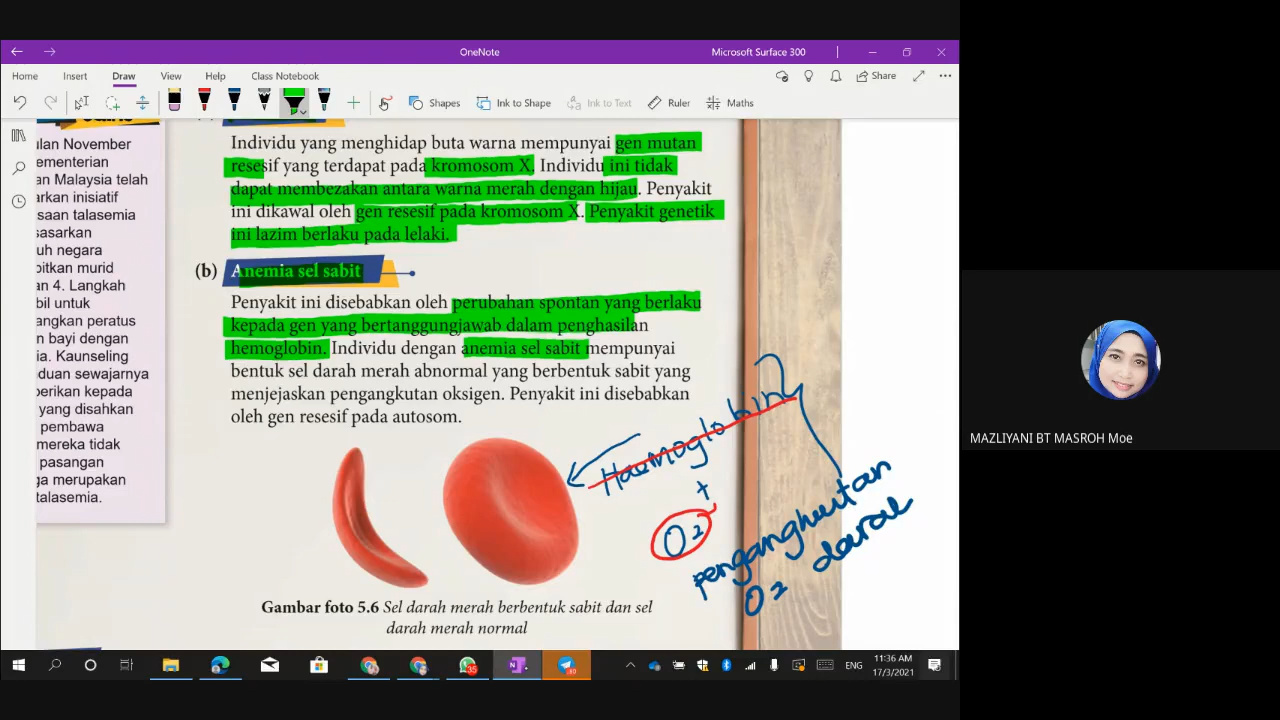 OneNote
Microsoft Surface 300
Home Insert Draw View Help Class Notebook
Share
Shapes Ink to Shape Ink to Text Ruler Maths
ulan November
ementerian
an Malaysia telah
arkan inisiatif
saan talasemia
sasarkan
uh negara
bitkan murid
an 4. Langkah
bil untuk
angkan peratus
n bayi dengan
ia. Kaunseling
duan sewajarnya
berikan kepada
yang disahkan
pembawa
mereka tidak
pasangan
ga merupakan
talasemia.
Individu yang menghidap buta warna mempunyai gen mutan
resesif yang terdapat pada kromosom X. Individu ini tidak
dapat membezakan antara warna merah dengan hijau. Penyakit
ini dikawal oleh gen resesif pada kromosom X. Penyakit genetik
ini lazim berlaku pada lelaki.
(b) Anemia sel sabit
Penyakit ini disebabkan oleh perubahan spontan yang berlaku
kepada gen yang bertanggungjawab dalam penghasilan
hemoglobin. Individu dengan anemia sel sabit mempunyai
bentuk sel darah merah abnormal yang berbentuk sabit yang
menjejaskan pengangkutan oksigen. Penyakit ini disebabkan
oleh gen resesif pada autosom.
Haemoglobin
+
O2
pengangkutan
O2 darah
Gambar foto 5.6 Sel darah merah berbentuk sabit dan sel
darah merah normal
MAZLIYANI BT MASROH Moe
35
ENG
11:36 AM
17/3/2021